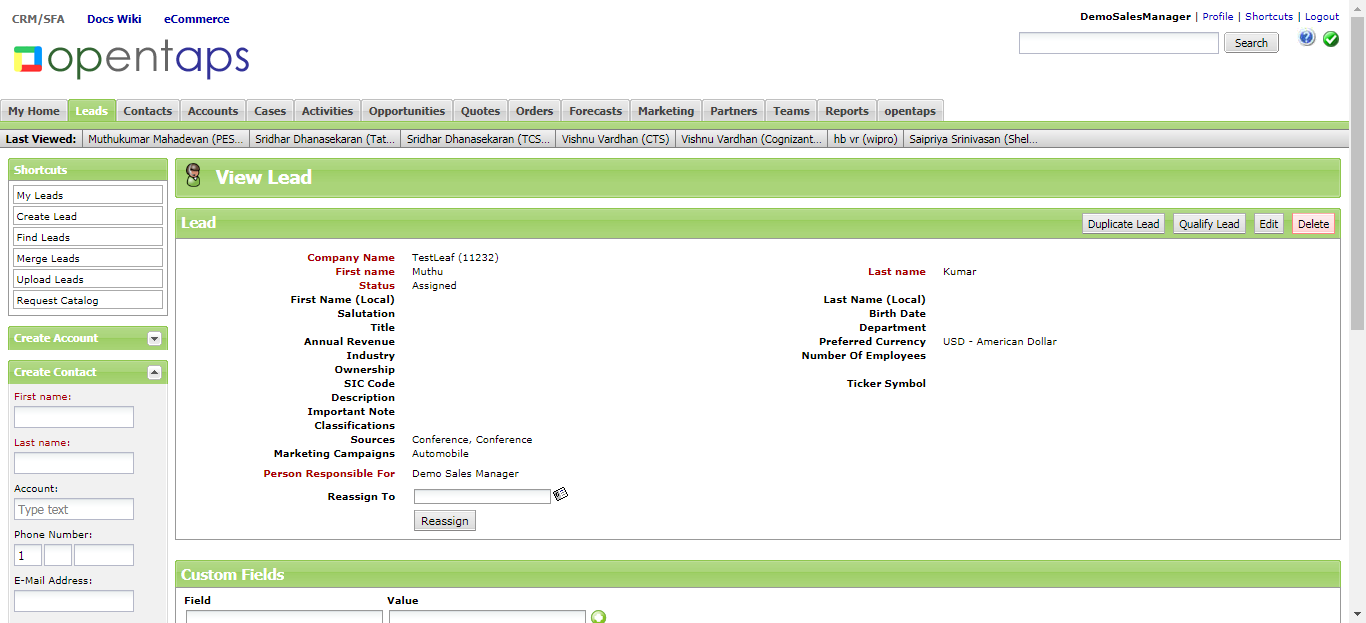 CRM/SFA Docs Wiki eCommerce
DemoSalesManager | Profile | Shortcuts | Logout
opentaps
Search
My Home Leads Contacts Accounts Cases Activities Opportunities Quotes Orders Forecasts Marketing Partners Teams Reports opentaps
Last Viewed: Muthukumar Mahadevan (PES... Sridhar Dhanasekaran (Tat... Sridhar Dhanasekaran (TCS... Vishnu Vardhan (CTS) Vishnu Vardhan (Cognizant... hb vr (wipro) Saipriya Srinivasan (Shel...
Shortcuts
My Leads
Create Lead
Find Leads
Merge Leads
Upload Leads
Request Catalog
Create Account
Create Contact
First name:
Last name:
Account:
Type text
Phone Number:
1
E-Mail Address:
View Lead
Lead Duplicate Lead Qualify Lead Edit Delete
Company Name TestLeaf (11232)
First name Muthu Last name Kumar
Status Assigned
First Name (Local) Last Name (Local)
Salutation Birth Date
Title Department
Annual Revenue Preferred Currency USD - American Dollar
Industry Number Of Employees
Ownership
SIC Code Ticker Symbol
Description
Important Note
Classifications
Sources Conference, Conference
Marketing Campaigns Automobile
Person Responsible For Demo Sales Manager
Reassign To
Reassign
Custom Fields
Field Value